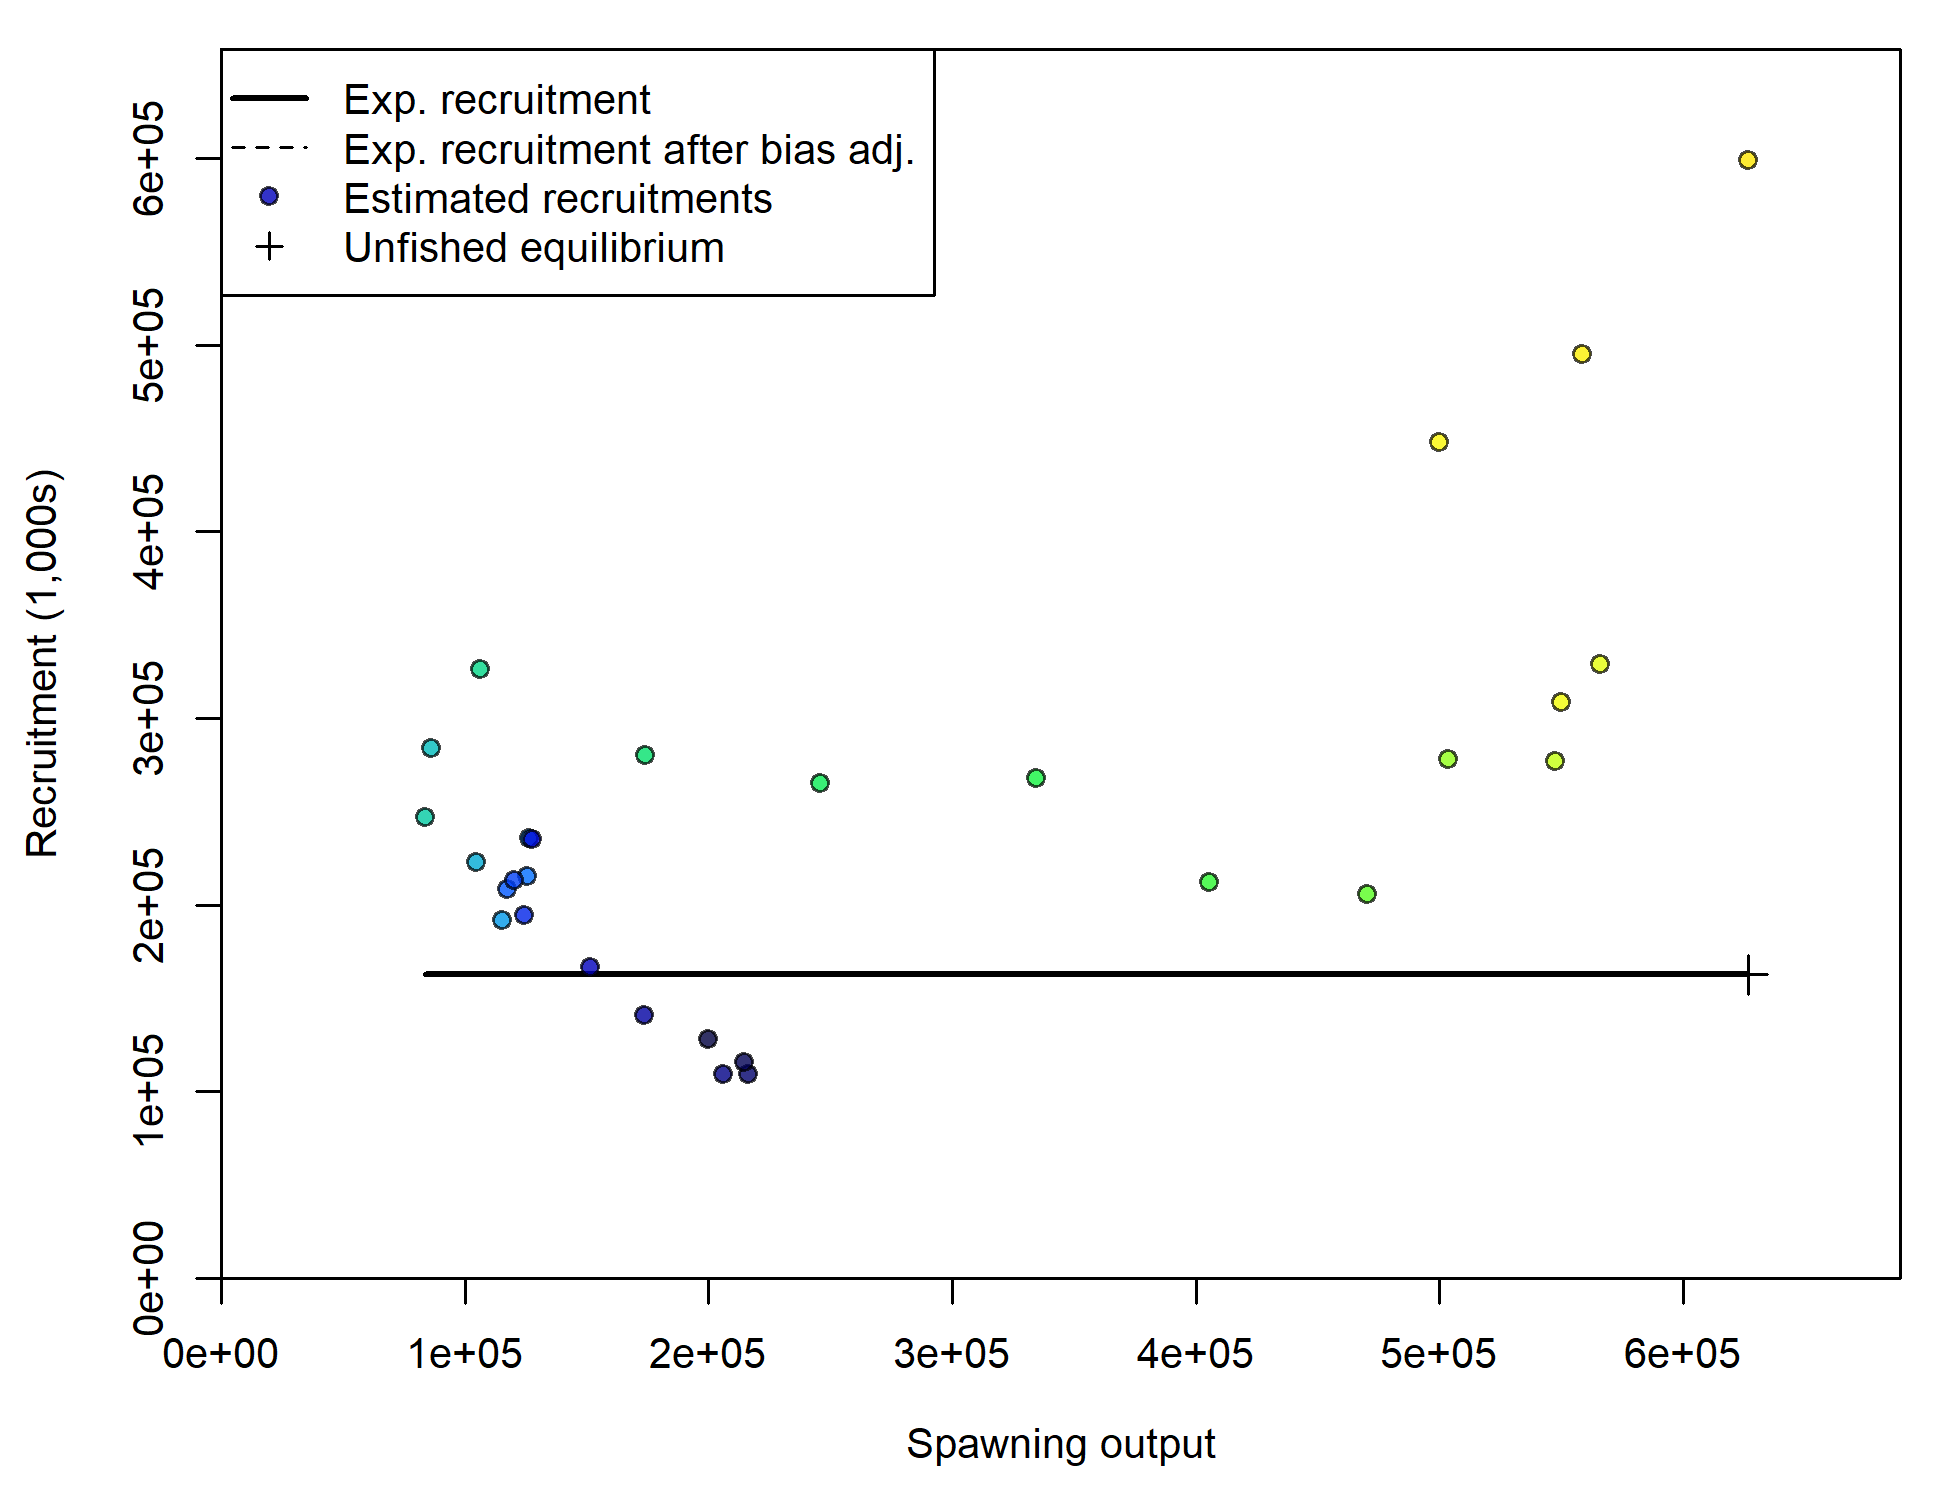 Exp. recruitment
Exp. recruitment after bias adj.
Estimated recruitments
Unfished equilibrium
6e+05
5e+05
4e+05
3e+05
2e+05
1e+05
0e+00
Recruitment (1,000s)
0e+00 1e+05 2e+05 3e+05 4e+05 5e+05 6e+05
Spawning output